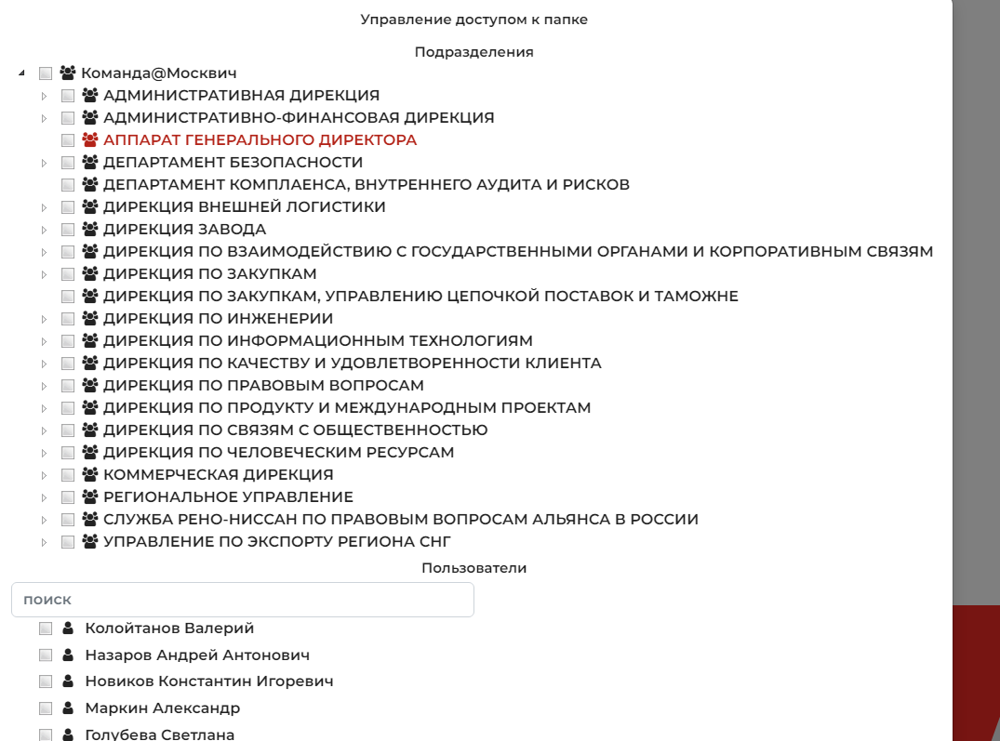 Управление доступом к папке
Подразделения
Команда@Москвич
АДМИНИСТРАТИВНАЯ ДИРЕКЦИЯ
АДМИНИСТРАТИВНО-ФИНАНСОВАЯ ДИРЕКЦИЯ
АППАРАТ ГЕНЕРАЛЬНОГО ДИРЕКТОРА
ДЕПАРТАМЕНТ БЕЗОПАСНОСТИ
ДЕПАРТАМЕНТ КОМПЛАЕНСА, ВНУТРЕННЕГО АУДИТА И РИСКОВ
ДИРЕКЦИЯ ВНЕШНЕЙ ЛОГИСТИКИ
ДИРЕКЦИЯ ЗАВОДА
ДИРЕКЦИЯ ПО ВЗАИМОДЕЙСТВИЮ С ГОСУДАРСТВЕННЫМИ ОРГАНАМИ И КОРПОРАТИВНЫМ СВЯЗЯМ
ДИРЕКЦИЯ ПО ЗАКУПКАМ
ДИРЕКЦИЯ ПО ЗАКУПКАМ, УПРАВЛЕНИЮ ЦЕПОЧКОЙ ПОСТАВОК И ТАМОЖНЕ
ДИРЕКЦИЯ ПО ИНЖЕНЕРИИ
ДИРЕКЦИЯ ПО ИНФОРМАЦИОННЫМ ТЕХНОЛОГИЯМ
ДИРЕКЦИЯ ПО КАЧЕСТВУ И УДОВЛЕТВОРЕННОСТИ КЛИЕНТА
ДИРЕКЦИЯ ПО ПРАВОВЫМ ВОПРОСАМ
ДИРЕКЦИЯ ПО ПРОДУКТУ И МЕЖДУНАРОДНЫМ ПРОЕКТАМ
ДИРЕКЦИЯ ПО СВЯЗЯМ С ОБЩЕСТВЕННОСТЬЮ
ДИРЕКЦИЯ ПО ЧЕЛОВЕЧЕСКИМ РЕСУРСАМ
КОММЕРЧЕСКАЯ ДИРЕКЦИЯ
РЕГИОНАЛЬНОЕ УПРАВЛЕНИЕ
СЛУЖБА РЕНО-НИССАН ПО ПРАВОВЫМ ВОПРОСАМ АЛЬЯНСА В РОССИИ
УПРАВЛЕНИЕ ПО ЭКСПОРТУ РЕГИОНА СНГ
Пользователи
поиск
Колойтанов Валерий
Назаров Андрей Антонович
Новиков Константин Игоревич
Маркин Александр
Голубева Светлана